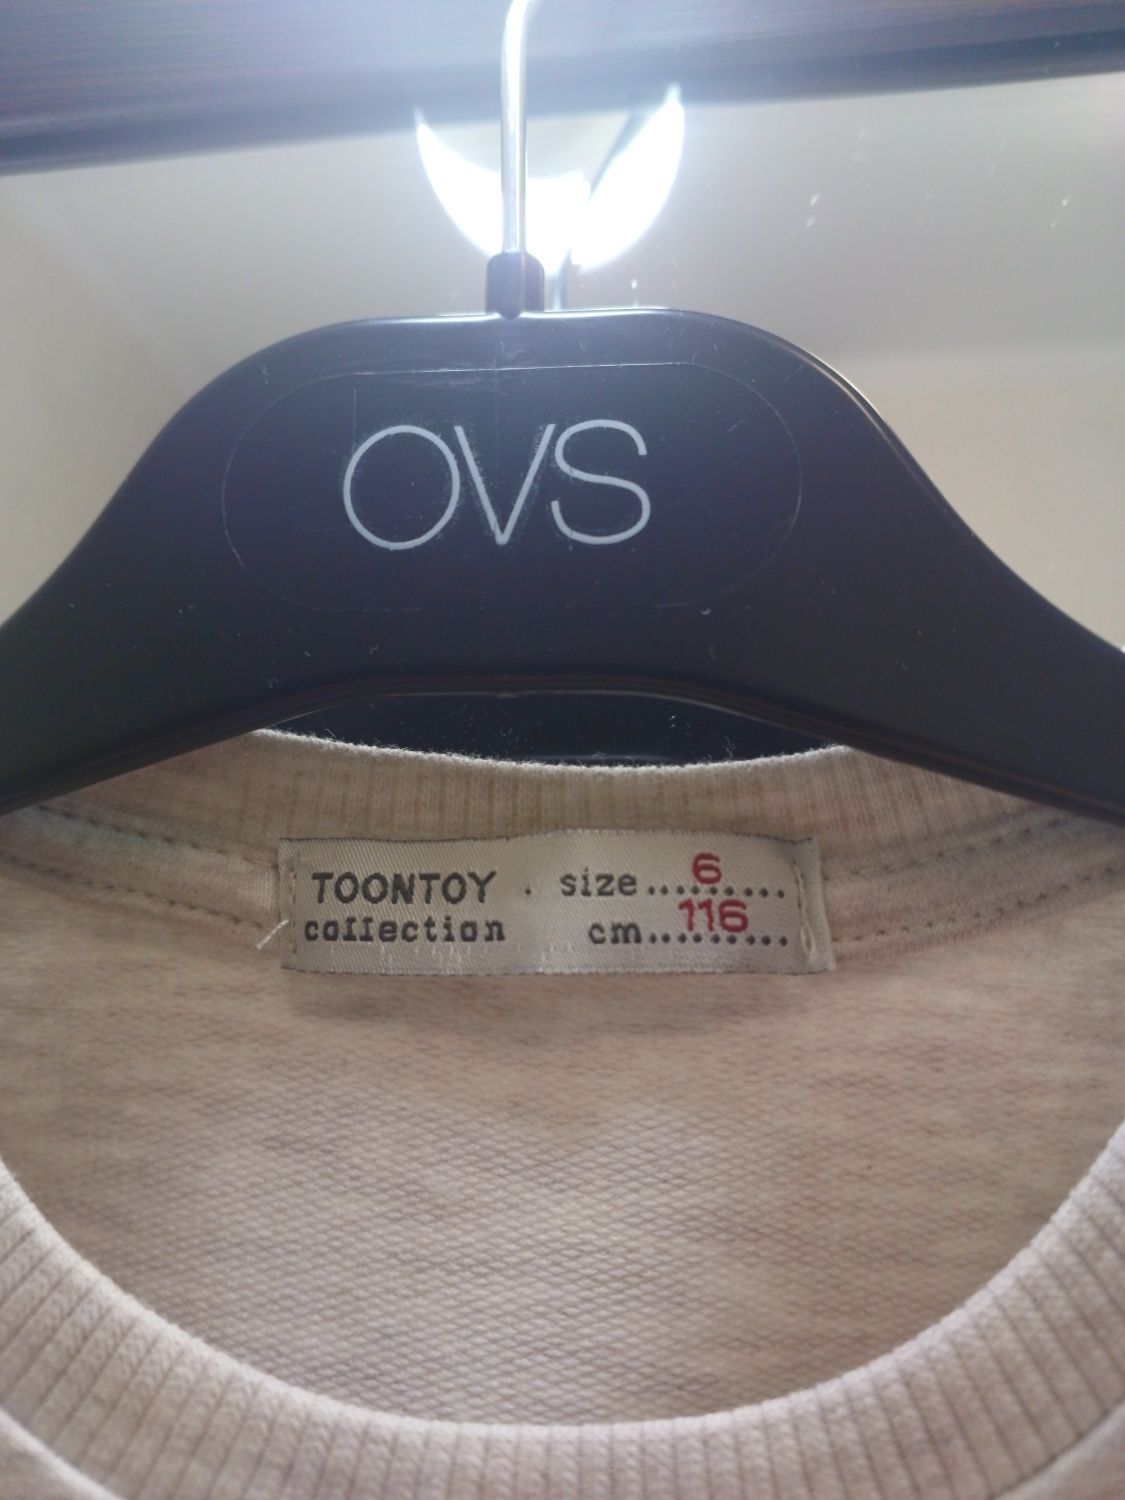 OVS
TOONTOY . size....6.....
collection cm....116.....